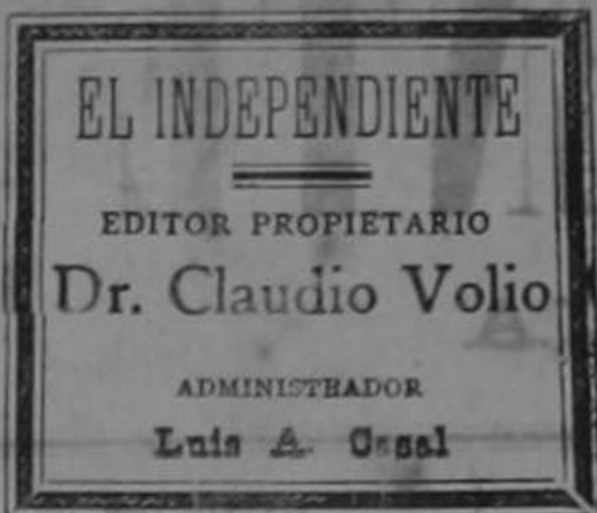 EL INDEPENDIENTE
EDITOR PROPIETARIO
Dr. Claudio Volio
ADMINISTRADOR
Luis A. Casal